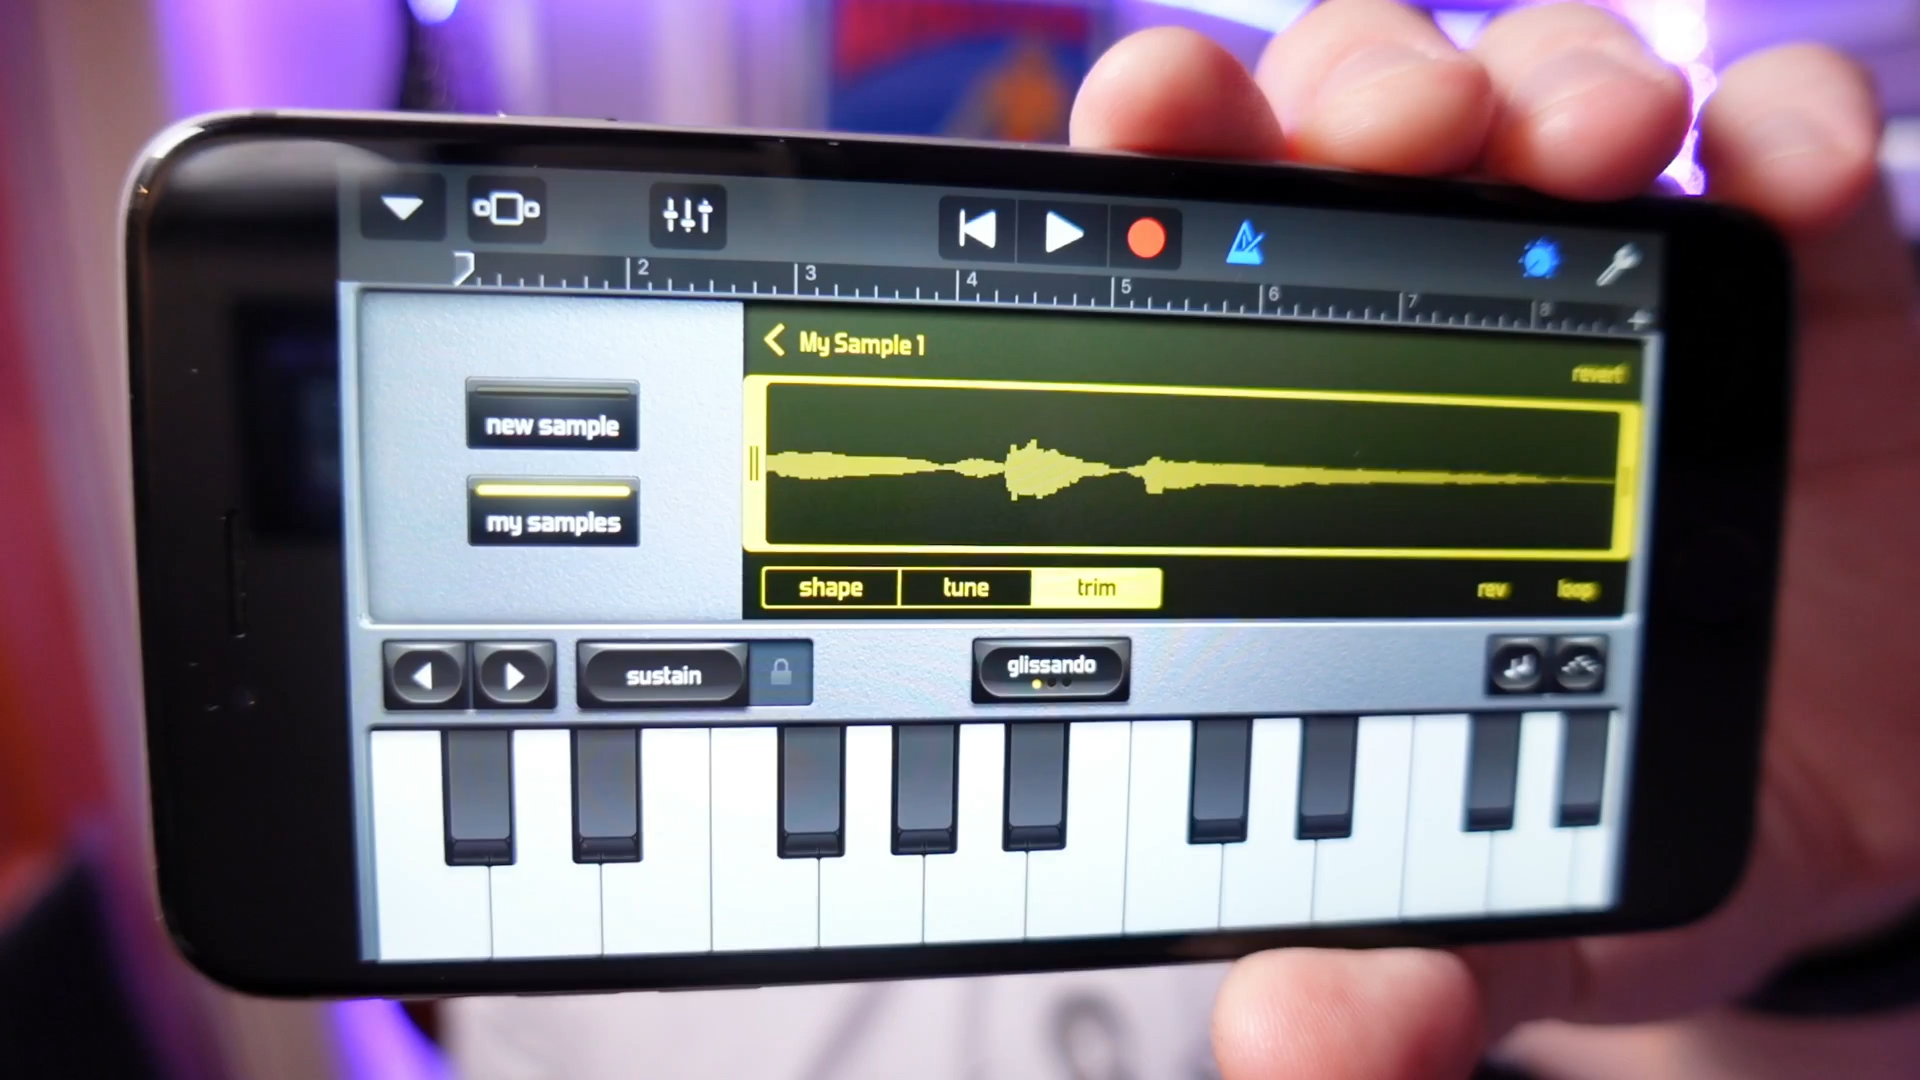 2 3 4 5 6 7 8
My Sample 1
revert
new sample
my samples
shape tune trim rev loop
sustain glissando